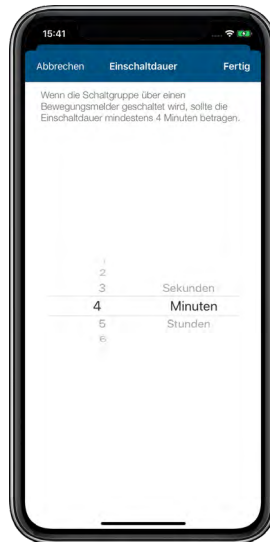 15:41
Abbrechen Einschaltdauer Fertig
Wenn die Schaltgruppe über einen
Bewegungsmelder geschaltet wird, sollte die
Einschaltdauer mindestens 4 Minuten betragen.
1
2
3 Sekunden
4 Minuten
5 Stunden
6